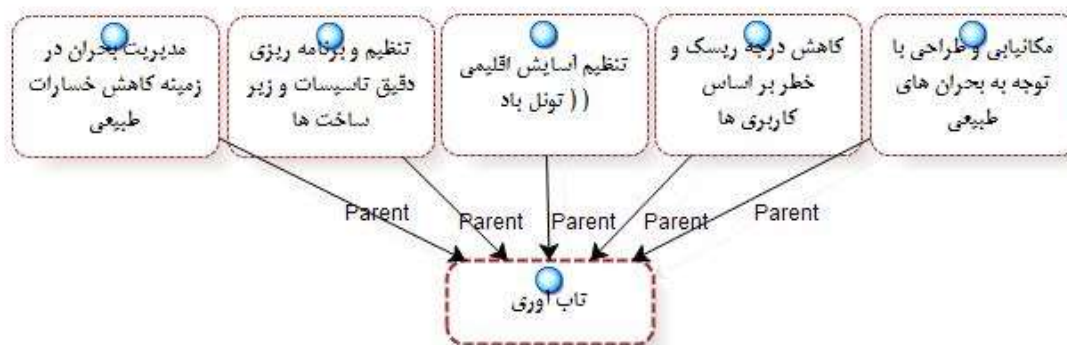 مکانیابی و طراحی با
توجه به بحران های
طبیعی
کاهش درجه ریسک و
خطر بر اساس
کاربری ها
تنظیم آسایش اقلیمی
(( تونل باد
تنظیم و برنامه ریزی
دقیق تاسیسات و زیر
ساخت ها
مدیریت بحران در
زمینه کاهش خسارات
طبیعی
Parent
Parent
Parent
Parent
Parent
تاب آوری